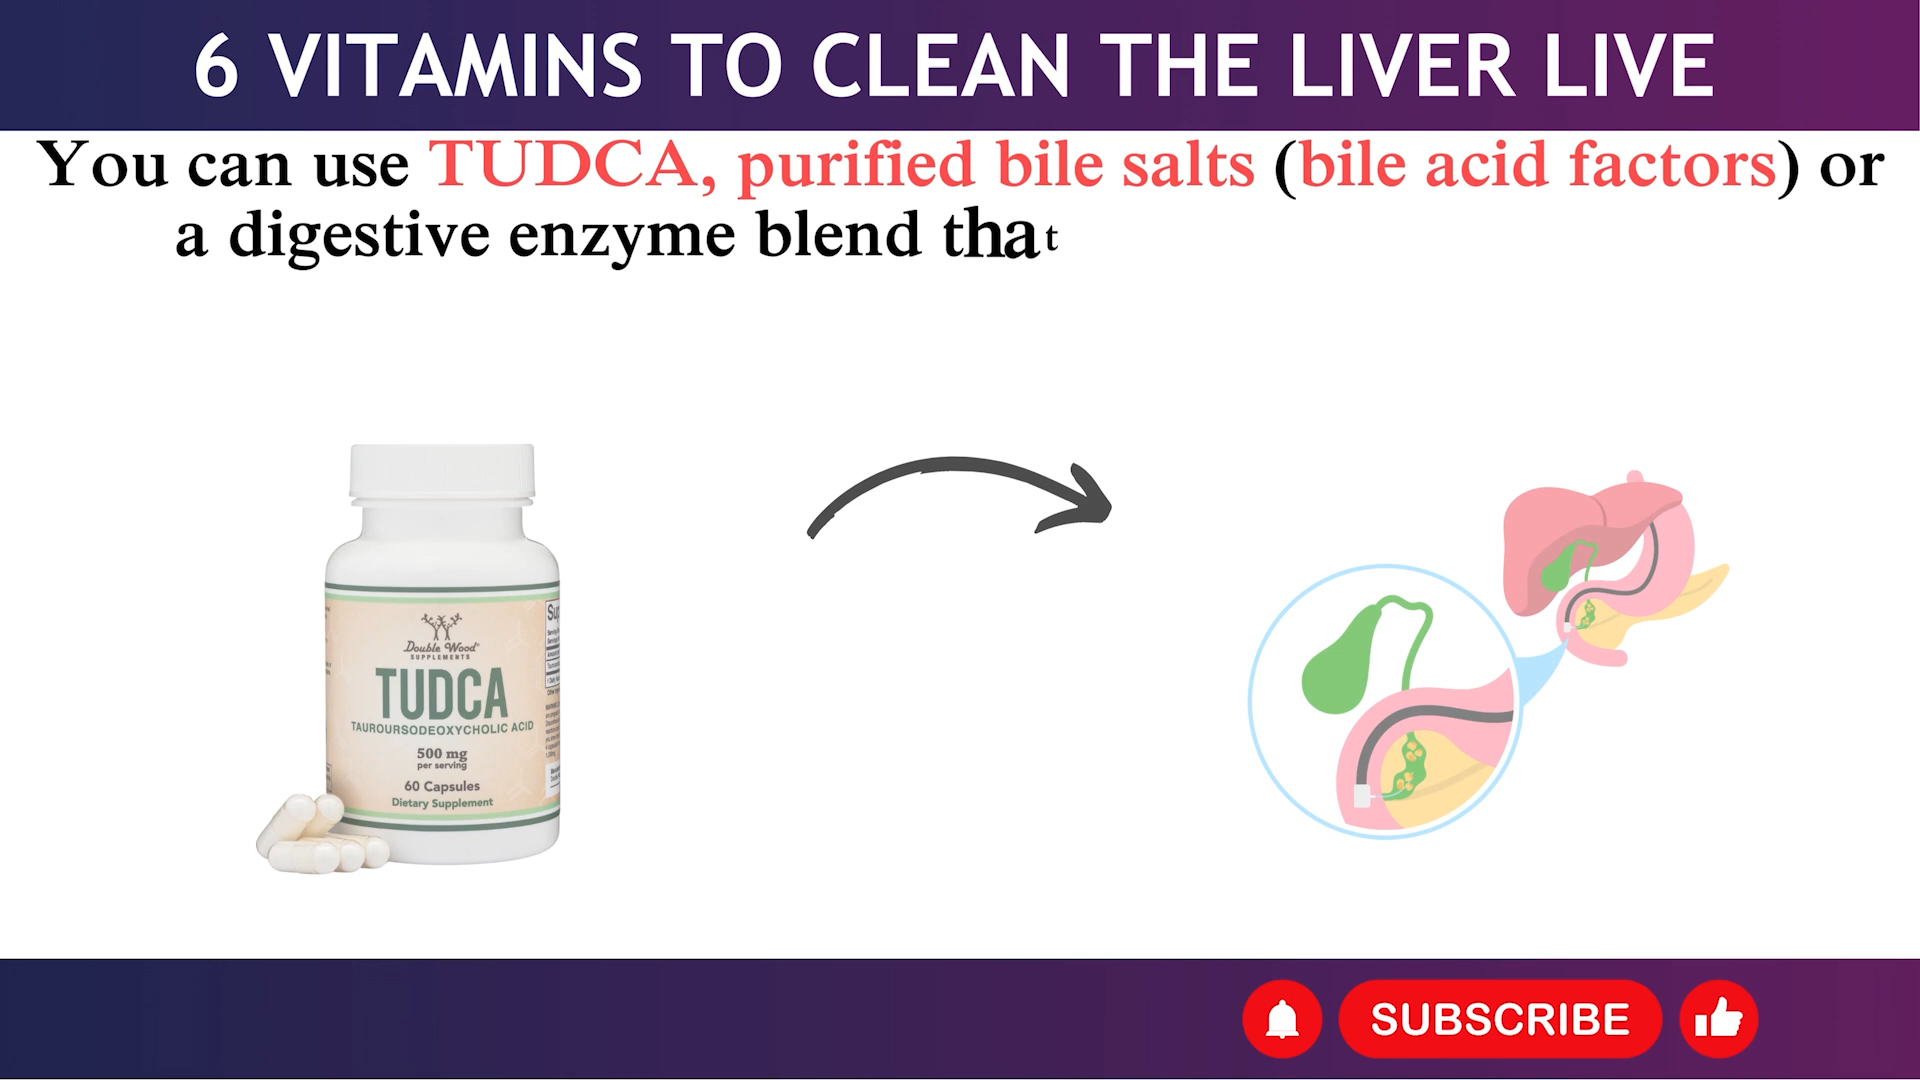 6 VITAMINS TO CLEAN THE LIVER LIVE
You can use TUDCA, purified bile salts (bile acid factors) or
a digestive enzyme blend that
Double Wood
SUPPLEMENTS
TUDCA
TAUROURSODEOXYCHOLIC ACID
500 mg
per serving
60 Capsules
Dietary Supplement
SUBSCRIBE